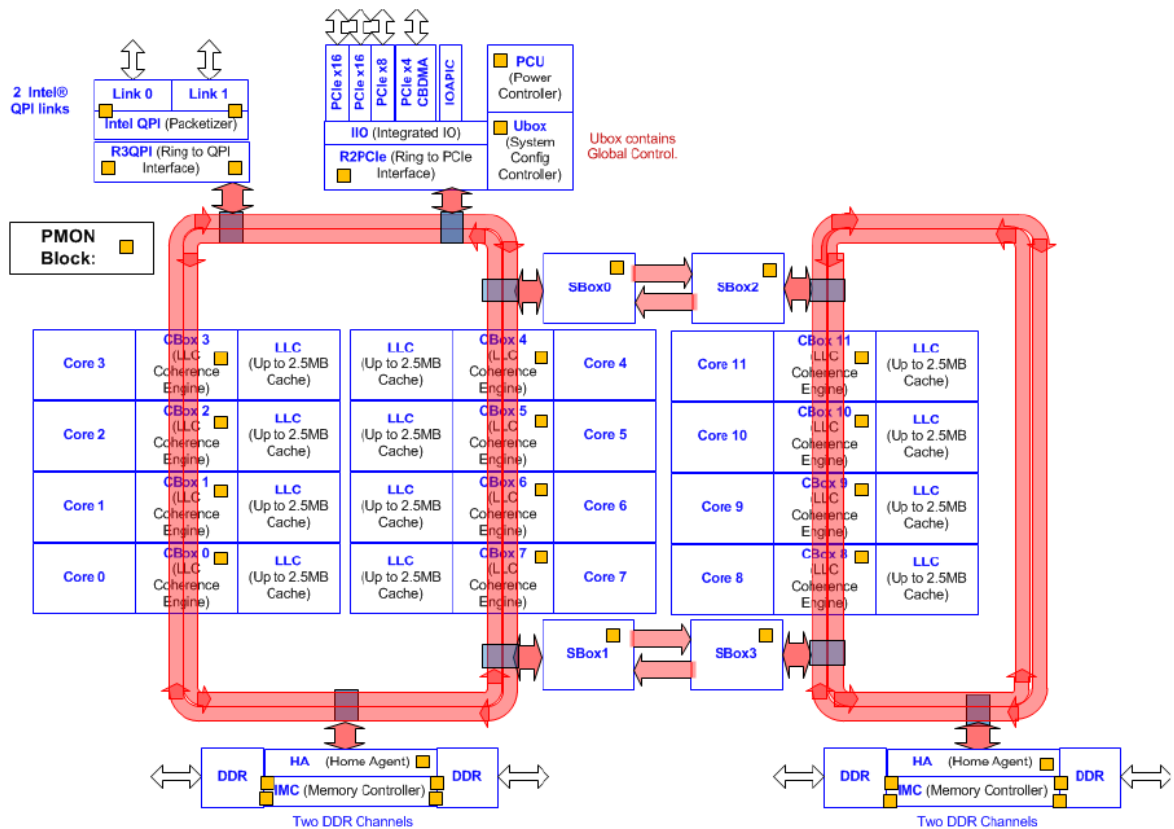 2 Intel®
QPI links
Link 0
Link 1
Intel QPI (Packetizer)
R3QPI (Ring to QPI
Interface)
PCIe x16
PCIe x16
PCIe x8
PCIe x4
CBDMA
IOAPIC
IIO (Integrated IO)
R2PCIe (Ring to PCIe
Interface)
PCU
(Power
Controller)
Ubox
(System
Config
Controller)
Ubox contains
Global Control.
PMON
Block:
SBox0
SBox2
Core 3
CBox 3
(LLC
Coherence
Engine)
LLC
(Up to 2.5MB
Cache)
LLC
(Up to 2.5MB
Cache)
CBox 4
(LLC
Coherence
Engine)
Core 4
Core 11
CBox 11
(LLC
Coherence
Engine)
LLC
(Up to 2.5MB
Cache)
Core 2
CBox 2
(LLC
Coherence
Engine)
LLC
(Up to 2.5MB
Cache)
LLC
(Up to 2.5MB
Cache)
CBox 5
(LLC
Coherence
Engine)
Core 5
Core 10
CBox 10
(LLC
Coherence
Engine)
LLC
(Up to 2.5MB
Cache)
Core 1
CBox 1
(LLC
Coherence
Engine)
LLC
(Up to 2.5MB
Cache)
LLC
(Up to 2.5MB
Cache)
CBox 6
(LLC
Coherence
Engine)
Core 6
Core 9
CBox 9
(LLC
Coherence
Engine)
LLC
(Up to 2.5MB
Cache)
Core 0
CBox 0
(LLC
Coherence
Engine)
LLC
(Up to 2.5MB
Cache)
LLC
(Up to 2.5MB
Cache)
CBox 7
(LLC
Coherence
Engine)
Core 7
Core 8
CBox 8
(LLC
Coherence
Engine)
LLC
(Up to 2.5MB
Cache)
SBox1
SBox3
DDR
HA (Home Agent)
IMC (Memory Controller)
DDR
Two DDR Channels
DDR
HA (Home Agent)
IMC (Memory Controller)
DDR
Two DDR Channels